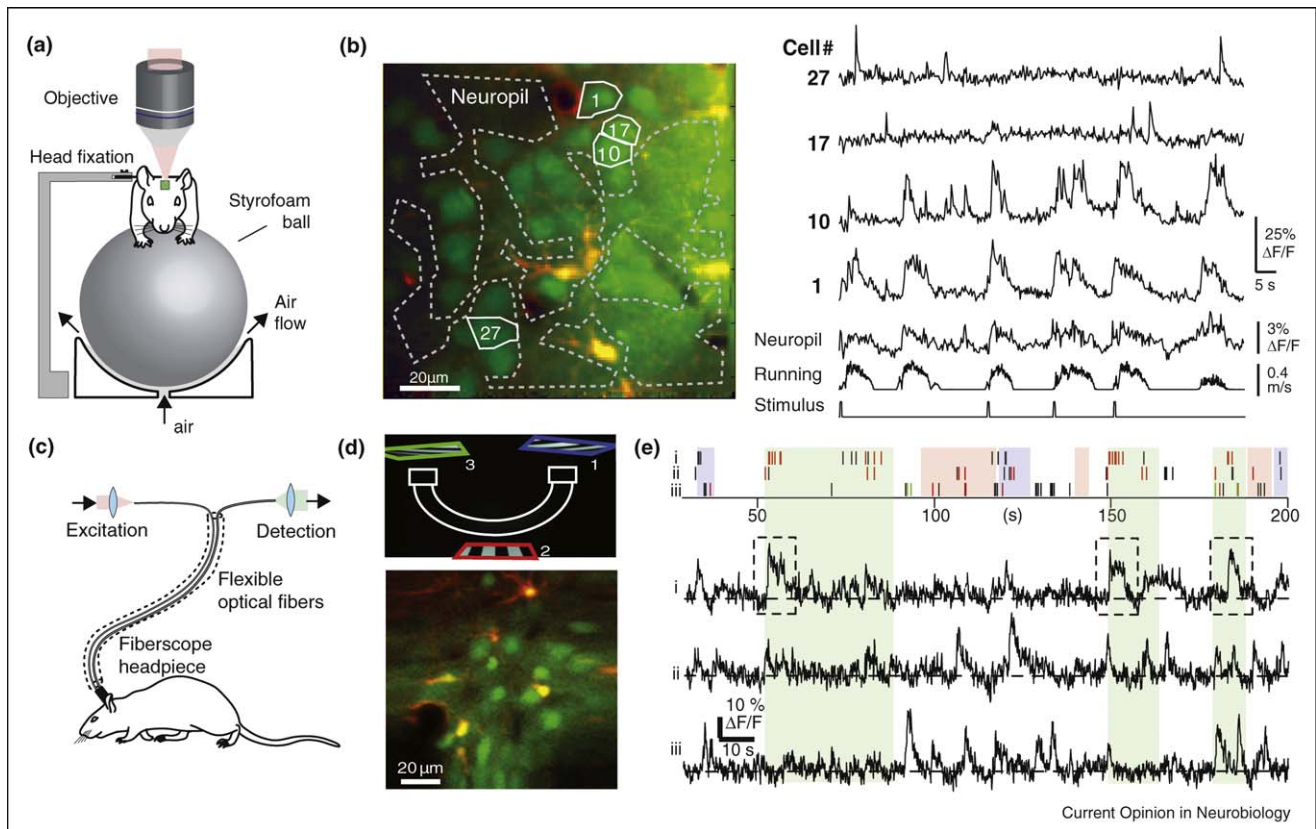 (a)
Objective
Head fixation
Styrofoam
ball
Air
flow
air
(b)
Neuropil
1
17
10
27
20µm
Cell#
27
17
10
1
Neuropil
Running
Stimulus
25%
ΔF/F
5 s
3%
ΔF/F
0.4
m/s
(c)
Excitation
Detection
Flexible
optical fibers
Fiberscope
headpiece
(d)
3
1
2
20 µm
(e)
i
ii
iii
50
100
(s)
150
200
i
ii
10 %
ΔF/F
10 s
iii
Current Opinion in Neurobiology